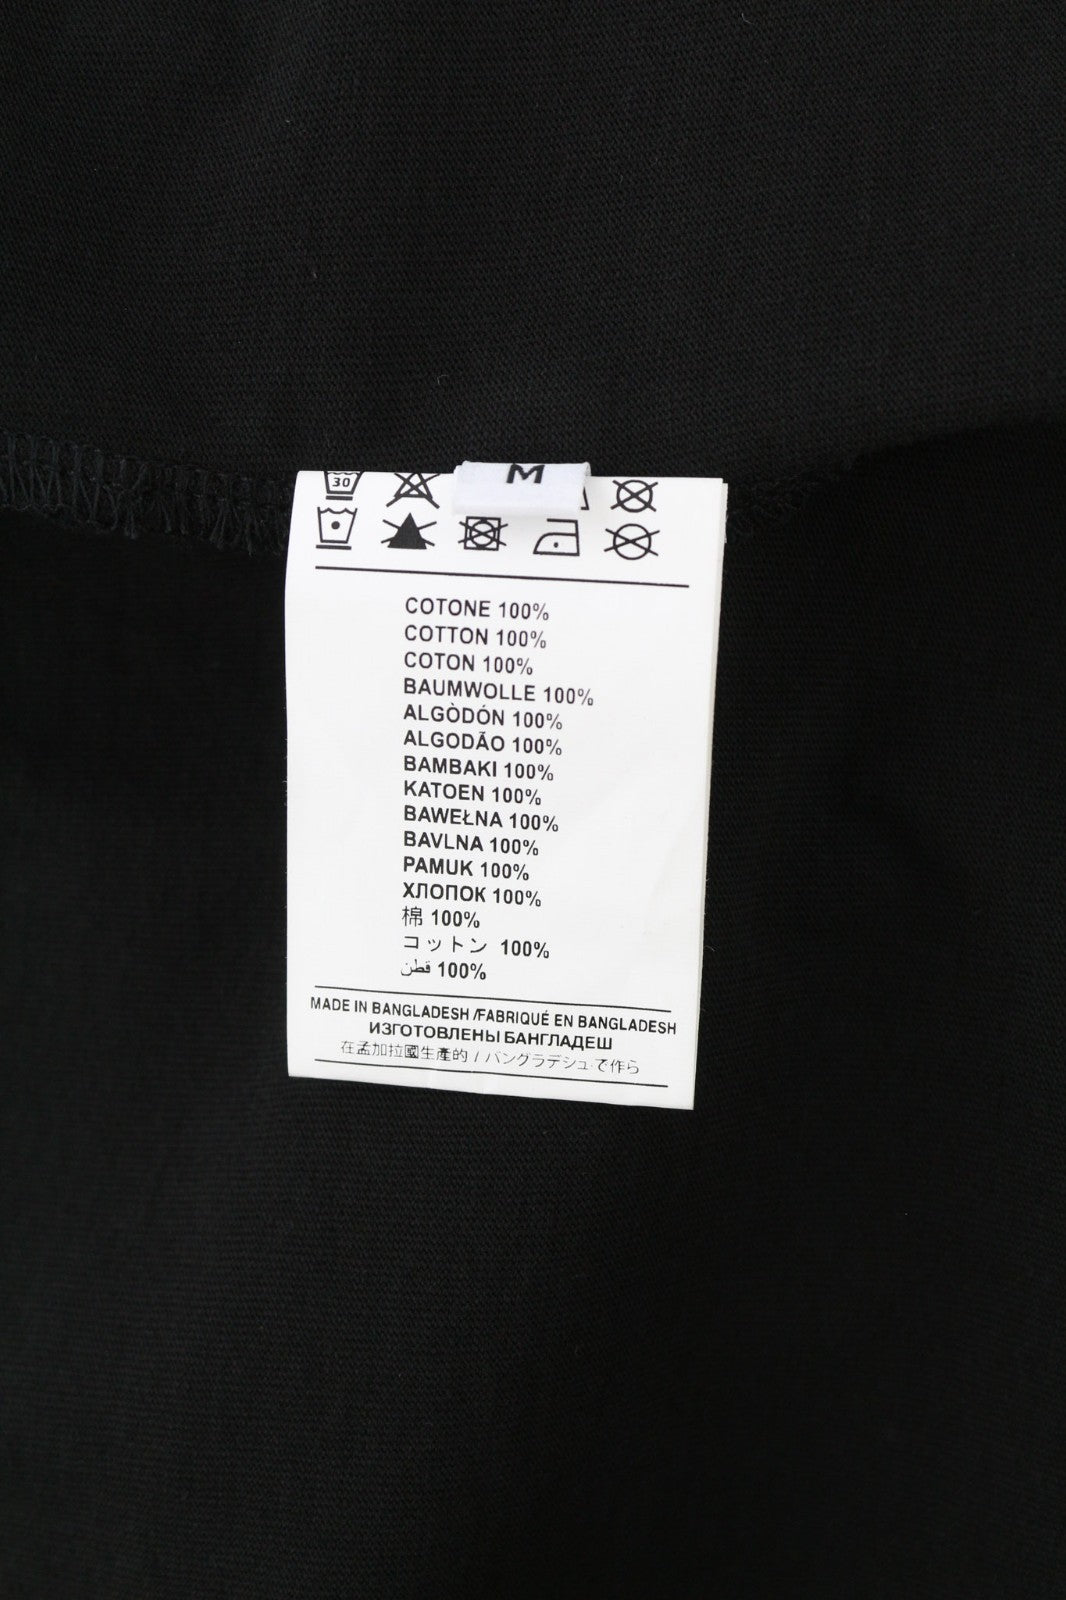 M
30
COTONE 100%
COTTON 100%
COTON 100%
BAUMWOLLE 100%
ALGÒDÓN 100%
ALGODÃO 100%
BAMBAKI 100%
KATOEN 100%
BAWEŁNA 100%
BAVLNA 100%
PAMUK 100%
ХЛОПОК 100%
棉 100%
コットン 100%
قطن 100%
MADE IN BANGLADESH /FABRIQUÉ EN BANGLADESH
ИЗГОТОВЛЕНЫ БАНГЛАДЕШ
在孟加拉國生產的 / バングラデシュで作ら